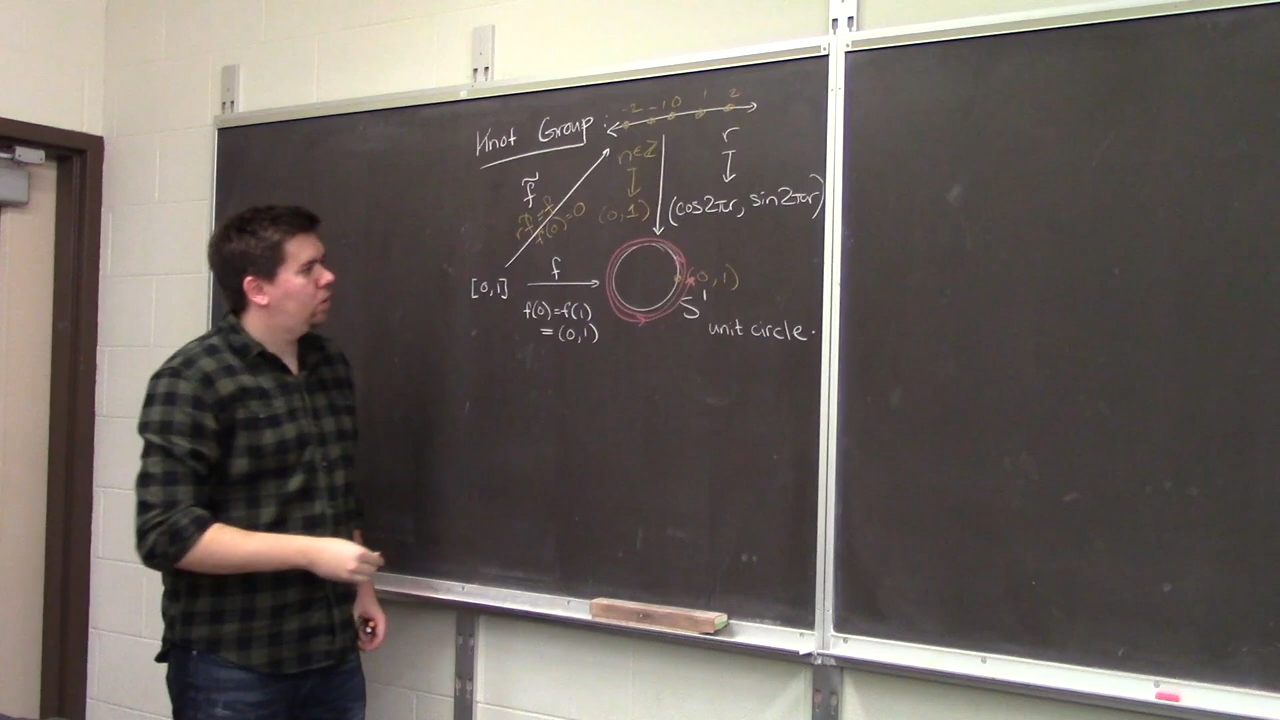 -2 -1 0 1 2
Knot Group:
n∈ℤ
↧
(0,1)
r
↧
(cos2πr, sin2πr)
f̃
f̃(0)=0
[0,1]
f
f(0)=f(1)
=(0,1)
(0,1)
S¹
unit circle.